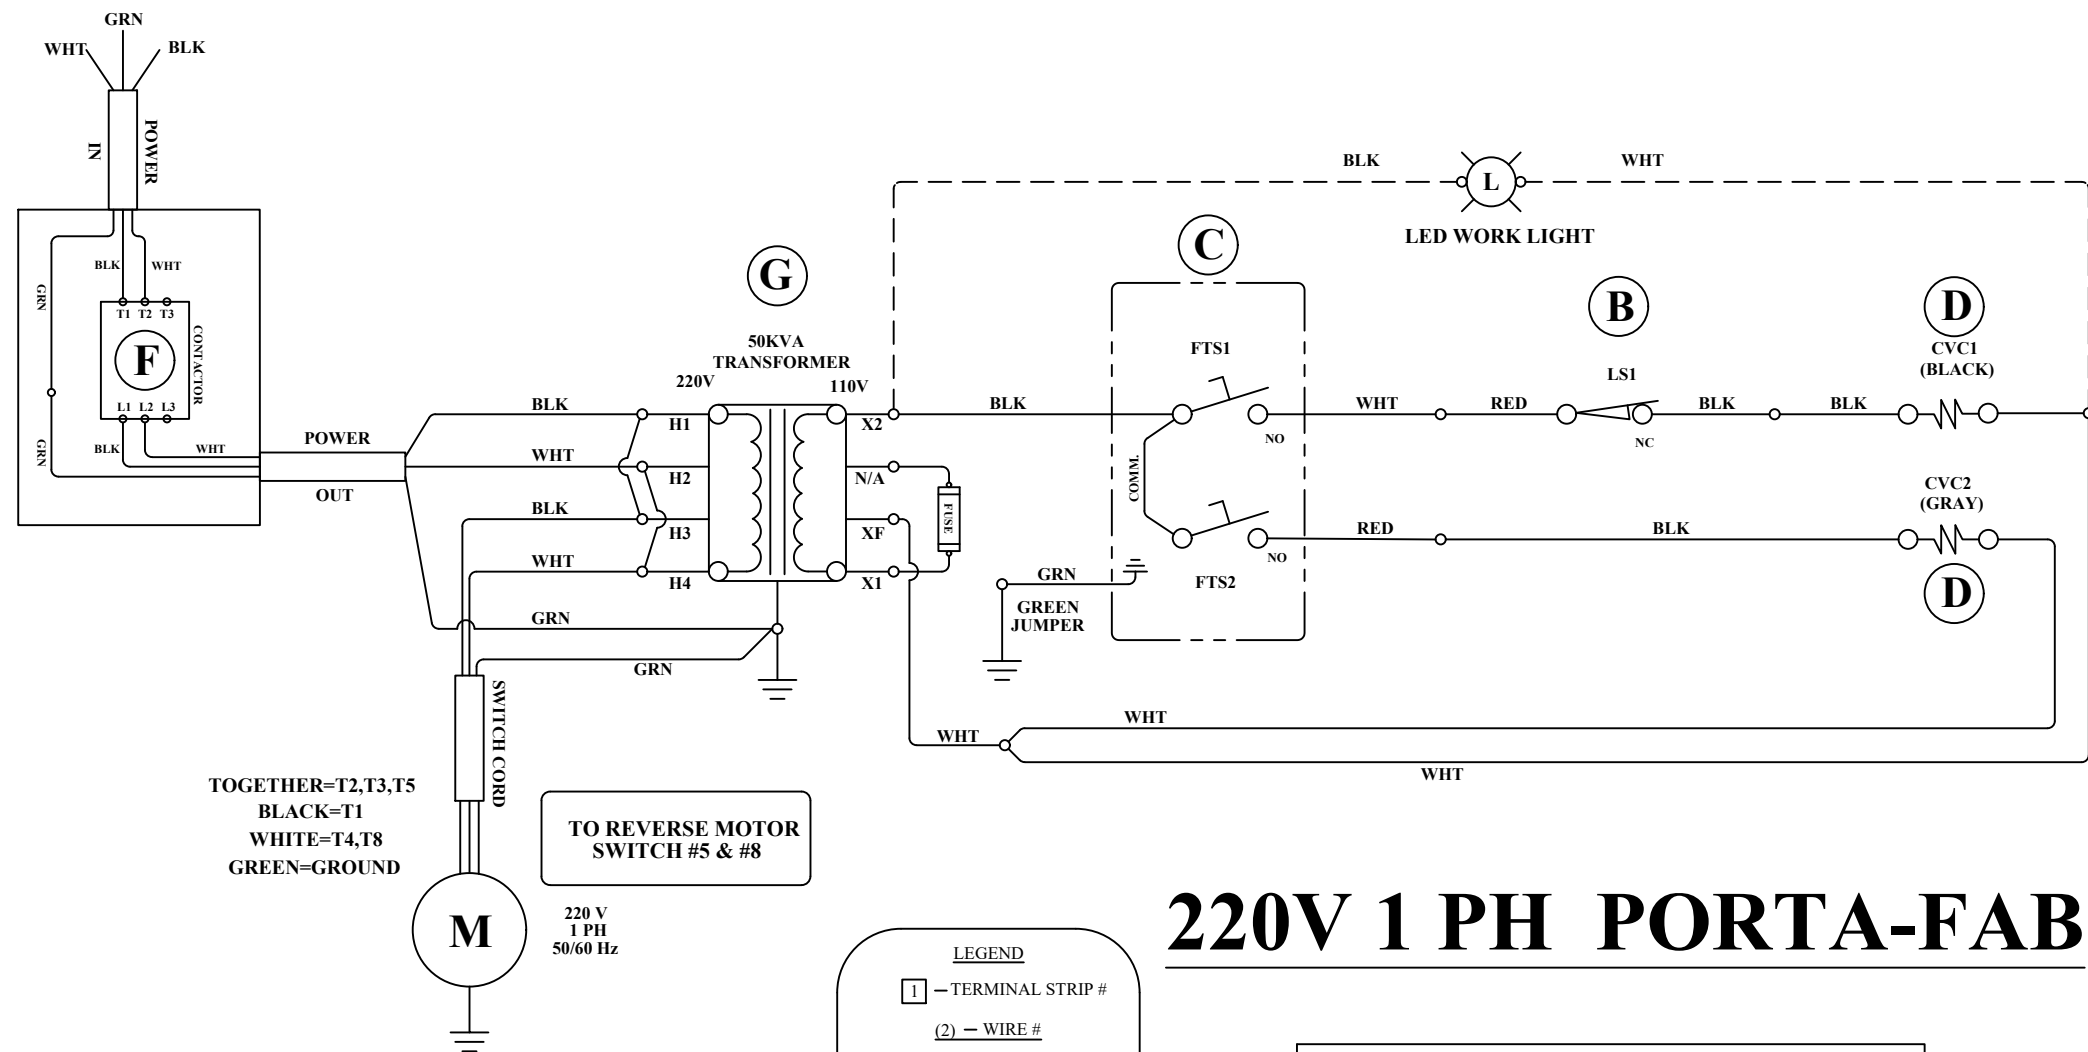 GRN
WHT
BLK
POWER
IN
BLK
WHT
GRN
T1 T2 T3
F
CONTACTOR
L1 L2 L3
GRN
BLK
WHT
POWER
OUT
G
50KVA
TRANSFORMER
220V
110V
BLK
H1
WHT
H2
BLK
H3
WHT
H4
GRN
GRN
X2
N/A
XF
X1
FUSE
BLK
WHT
L
LED WORK LIGHT
C
FTS1
BLK
NO
COMM.
NO
FTS2
GRN
GREEN
JUMPER
WHT
RED
B
LS1
NC
BLK
BLK
D
CVC1
(BLACK)
CVC2
(GRAY)
RED
BLK
D
WHT
WHT
WHT
SWITCH CORD
TOGETHER=T2,T3,T5
BLACK=T1
WHITE=T4,T8
GREEN=GROUND
TO REVERSE MOTOR
SWITCH #5 & #8
M
220 V
1 PH
50/60 Hz
220V 1 PH PORTA-FAB
LEGEND
1 – TERMINAL STRIP #
(2) – WIRE #